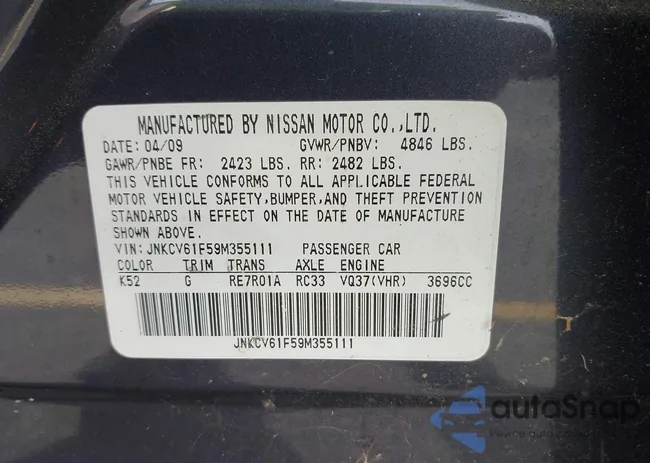 MANUFACTURED BY NISSAN MOTOR CO.,LTD.
DATE: 04/09 GVWR/PNBV: 4846 LBS.
GAWR/PNBE FR: 2423 LBS. RR: 2482 LBS.
THIS VEHICLE CONFORMS TO ALL APPLICABLE FEDERAL
MOTOR VEHICLE SAFETY,BUMPER,AND THEFT PREVENTION
STANDARDS IN EFFECT ON THE DATE OF MANUFACTURE
SHOWN ABOVE.
VIN: JNKCV61F59M355111 PASSENGER CAR
COLOR TRIM TRANS AXLE ENGINE
K52 G RE7R01A RC33 VQ37(VHR) 3696CC
JNKCV61F59M355111
autoSnap